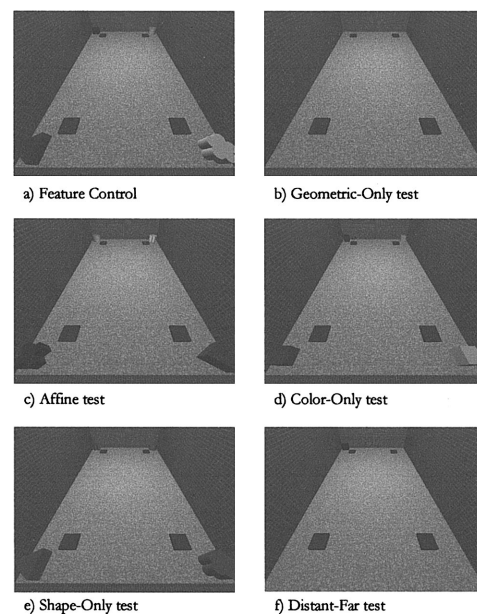 a) Feature Control
b) Geometric-Only test
c) Affine test
d) Color-Only test
e) Shape-Only test
f) Distant-Far test